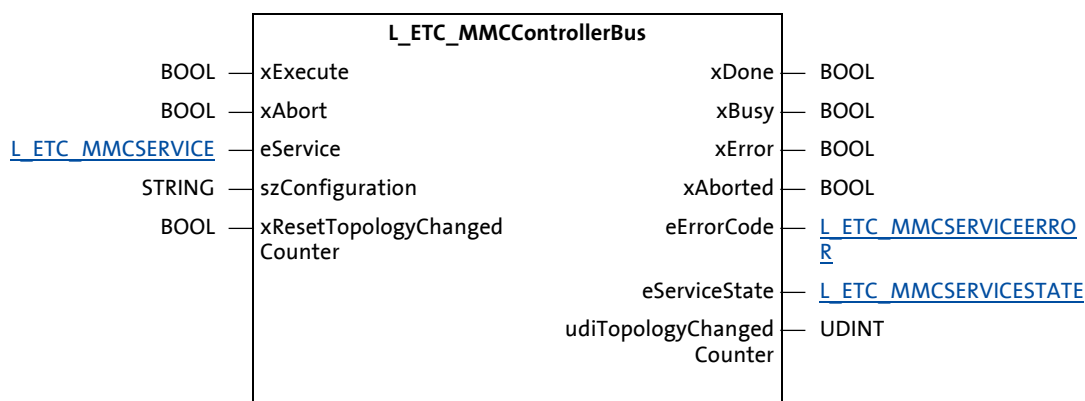 L_ETC_MMCControllerBus
BOOL xExecute xDone BOOL
BOOL xAbort xBusy BOOL
L_ETC_MMCSERVICE eService xError BOOL
STRING szConfiguration xAborted BOOL
BOOL xResetTopologyChanged eErrorCode L_ETC_MMCSERVICEERRO
Counter R
eServiceState L_ETC_MMCSERVICESTATE
udiTopologyChanged UDINT
Counter